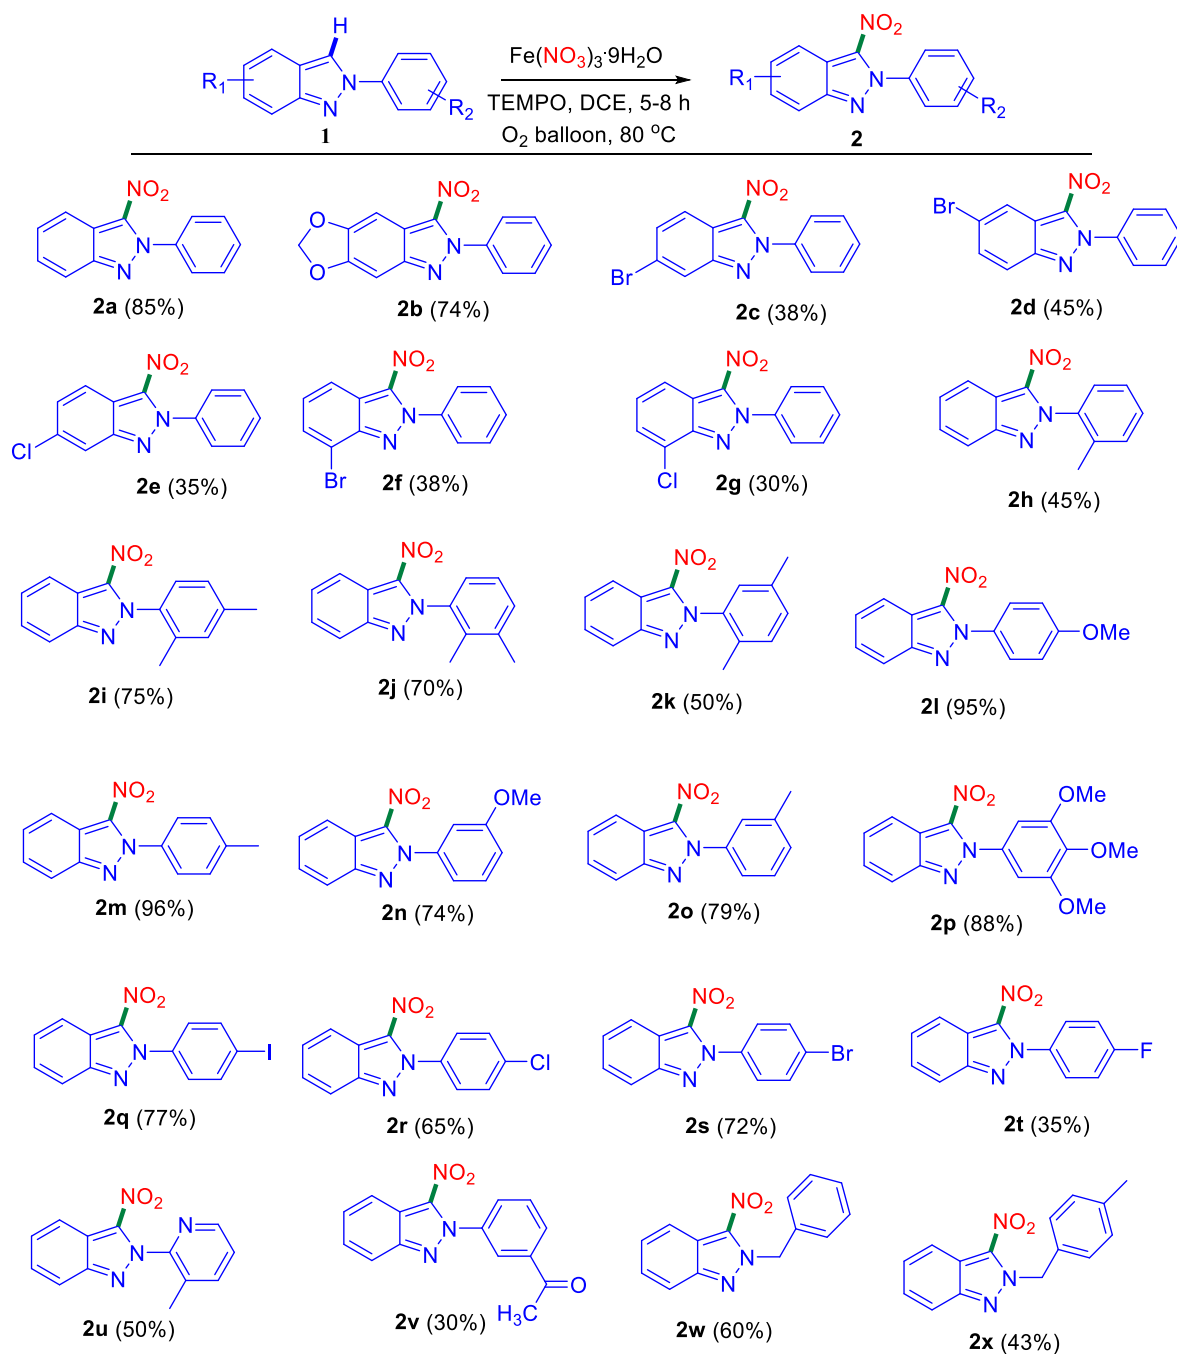 H
R1
N
N
R2
1
Fe(NO3)3·9H2O
TEMPO, DCE, 5-8 h
O2 balloon, 80 °C
NO2
R1
N
N
R2
2
NO2
N
N
2a (85%)
NO2
O
O
N
N
2b (74%)
NO2
Br
N
N
2c (38%)
NO2
Br
N
N
2d (45%)
NO2
Cl
N
N
2e (35%)
NO2
N
N
Br
2f (38%)
NO2
N
N
Cl
2g (30%)
NO2
N
N
2h (45%)
NO2
N
N
2i (75%)
NO2
N
N
2j (70%)
NO2
N
N
2k (50%)
NO2
N
N
OMe
2l (95%)
NO2
N
N
2m (96%)
NO2
OMe
N
N
2n (74%)
NO2
N
N
2o (79%)
NO2
OMe
N
N
OMe
OMe
2p (88%)
NO2
N
N
I
2q (77%)
NO2
N
N
Cl
2r (65%)
NO2
N
N
Br
2s (72%)
NO2
N
N
F
2t (35%)
NO2
N
N
N
2u (50%)
NO2
N
N
O
H3C
2v (30%)
NO2
N
N
2w (60%)
NO2
N
N
2x (43%)